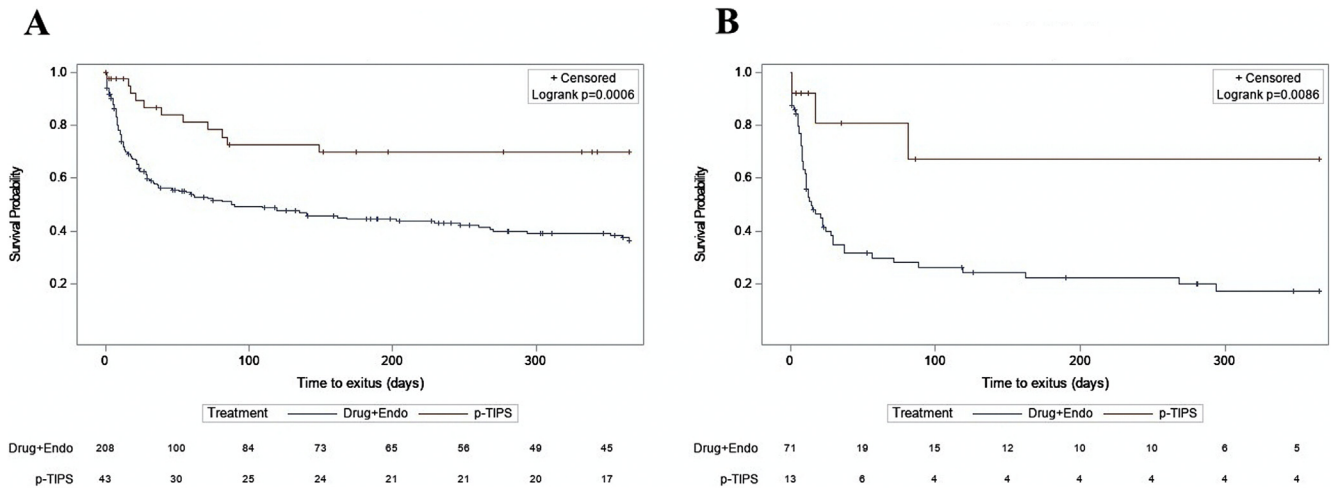 A
B
1.0
0.8
0.6
0.4
0.2
Survival Probability
+ Censored
Logrank p=0.0006
0 100 200 300
Time to exitus (days)
Treatment Drug+Endo p-TIPS
Drug+Endo 208 100 84 73 65 56 49 45
p-TIPS 43 30 25 24 21 21 20 17
1.0
0.8
0.6
0.4
0.2
Survival Probability
+ Censored
Logrank p=0.0086
0 100 200 300
Time to exitus (days)
Treatment Drug+Endo p-TIPS
Drug+Endo 71 19 15 12 10 10 6 5
p-TIPS 13 6 4 4 4 4 4 4